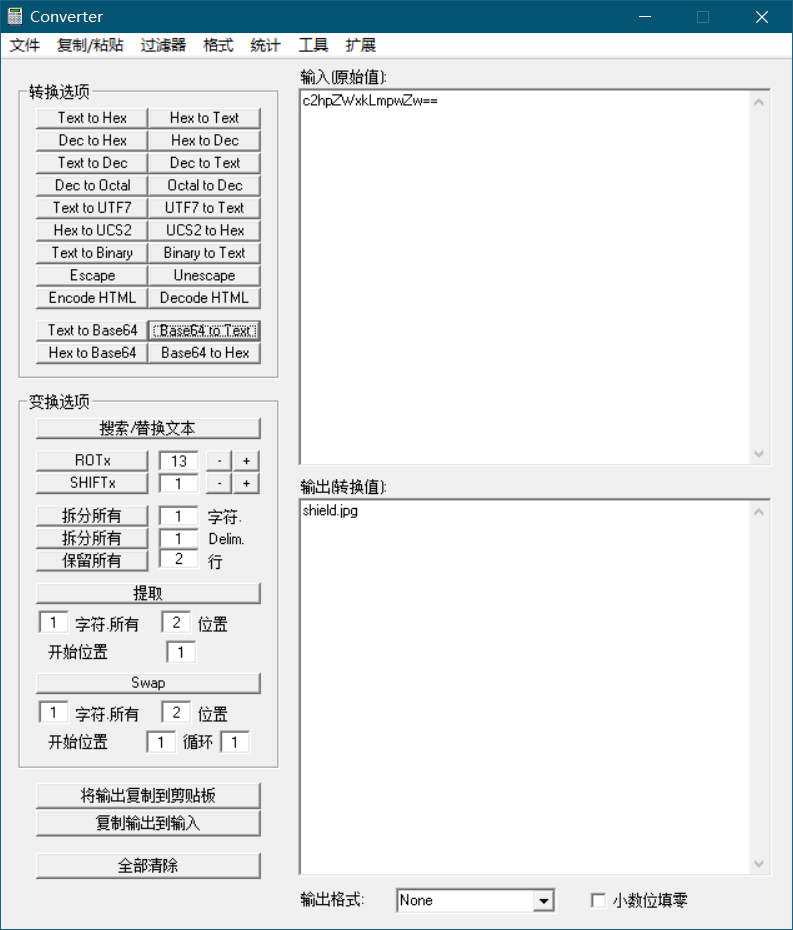 Converter
文件 复制/粘贴 过滤器 格式 统计 工具 扩展
转换选项
Text to Hex Hex to Text
Dec to Hex Hex to Dec
Text to Dec Dec to Text
Dec to Octal Octal to Dec
Text to UTF7 UTF7 to Text
Hex to UCS2 UCS2 to Hex
Text to Binary Binary to Text
Escape Unescape
Encode HTML Decode HTML
Text to Base64 Base64 to Text
Hex to Base64 Base64 to Hex
变换选项
搜索/替换文本
ROTx 13 - +
SHIFTx 1 - +
拆分所有 1 字符.
拆分所有 1 Delim.
保留所有 2 行
提取
1 字符.所有 2 位置
开始位置 1
Swap
1 字符.所有 2 位置
开始位置 1 循环 1
将输出复制到剪贴板
复制输出到输入
全部清除
输入(原始值):
c2hpZWxkLmpwZw==
输出(转换值):
shield.jpg
输出格式: None 小数位填零